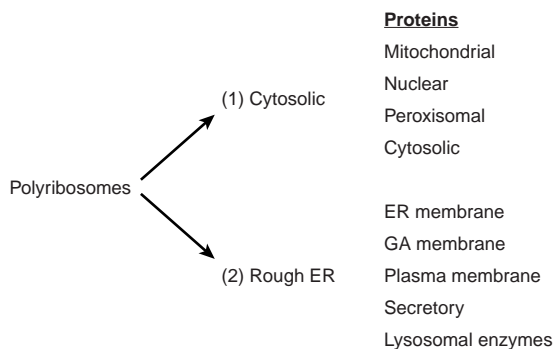 Proteins
Mitochondrial
Nuclear
(1) Cytosolic
Peroxisomal
Cytosolic
Polyribosomes
ER membrane
GA membrane
(2) Rough ER
Plasma membrane
Secretory
Lysosomal enzymes